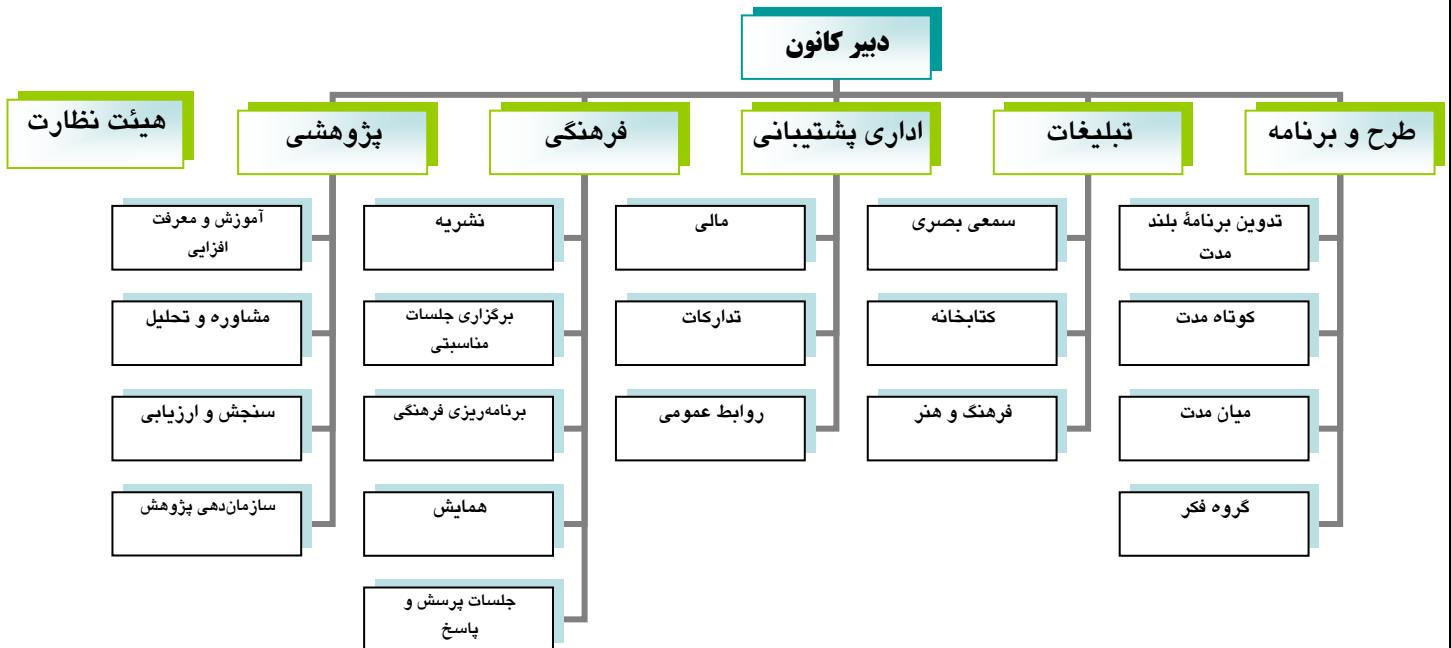 دبیر کانون
طرح و برنامه
تبلیغات
اداری پشتیبانی
فرهنگی
پژوهشی
هیئت نظارت
تدوین برنامهٔ بلند
مدت
کوتاه مدت
میان مدت
گروه فکر
سمعی بصری
کتابخانه
فرهنگ و هنر
مالی
تدارکات
روابط عمومی
نشریه
برگزاری جلسات
مناسبتی
برنامه‌ریزی فرهنگی
همایش
جلسات پرسش و
پاسخ
آموزش و معرفت
افزایی
مشاوره و تحلیل
سنجش و ارزیابی
سازمان‌دهی پژوهش